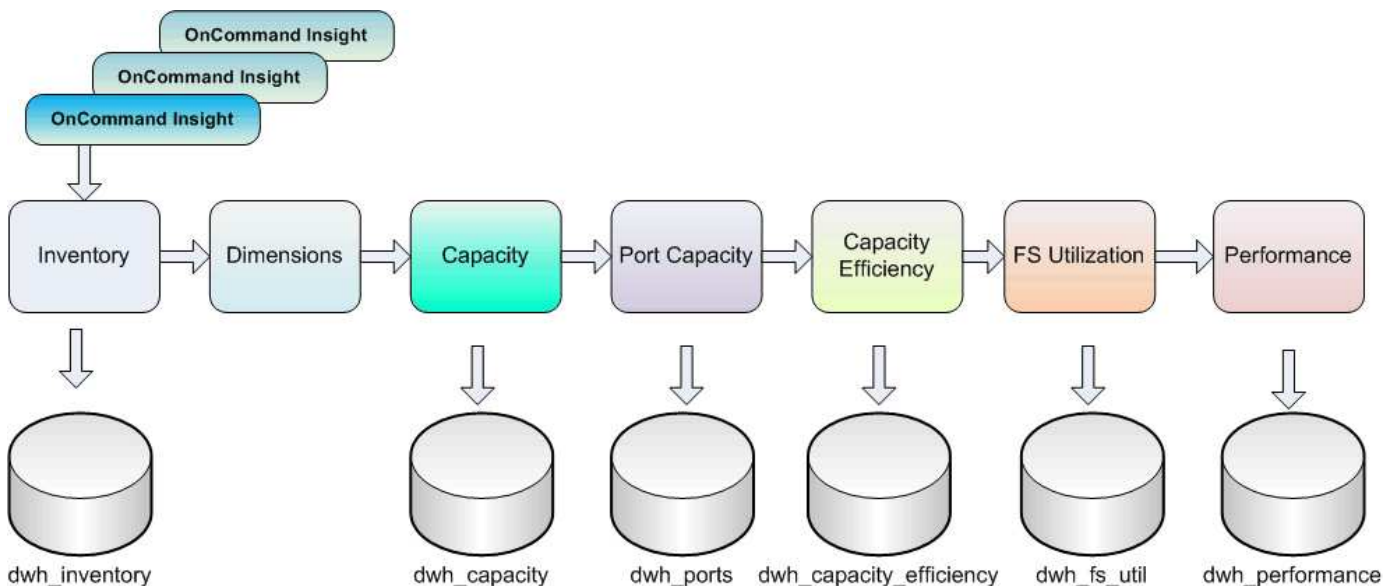 OnCommand Insight
OnCommand Insight
OnCommand Insight
Inventory
Dimensions
Capacity
Port Capacity
Capacity
Efficiency
FS Utilization
Performance
dwh_inventory
dwh_capacity
dwh_ports
dwh_capacity_efficiency
dwh_fs_util
dwh_performance